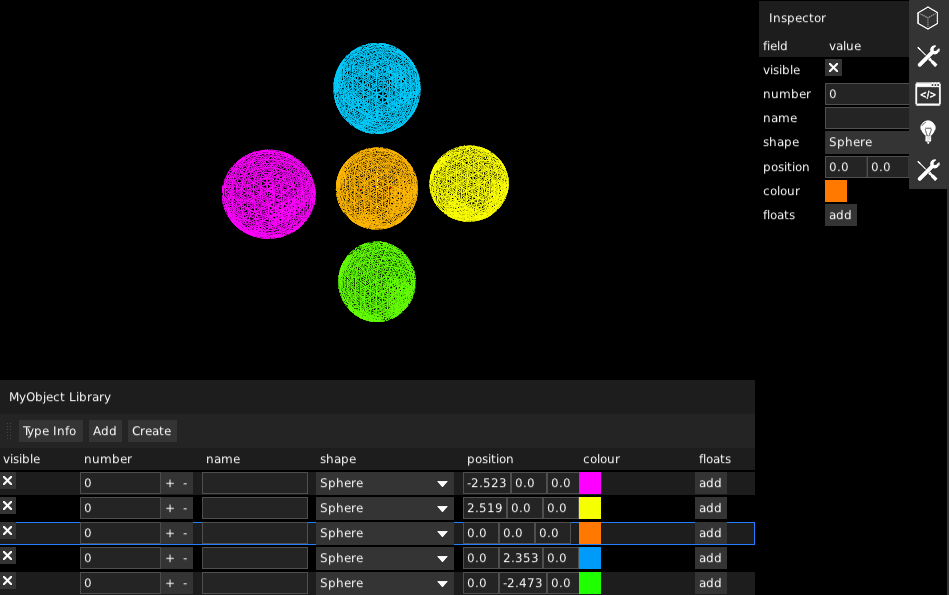 Inspector
field value
visible
number 0
name
shape Sphere
position 0.0 0.0
colour
floats add
MyObject Library
Type Info Add Create
visible number name shape position colour floats
0 + - Sphere -2.523 0.0 0.0 add
0 + - Sphere 2.519 0.0 0.0 add
0 + - Sphere 0.0 0.0 0.0 add
0 + - Sphere 0.0 2.353 0.0 add
0 + - Sphere 0.0 -2.473 0.0 add